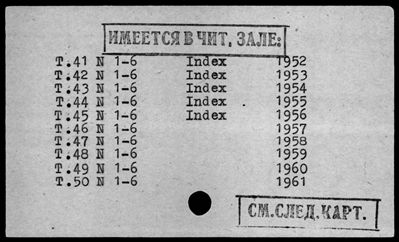 ИМЕЕТСЯ В ЧИТ. ЗАЛЕ:
Т.41 N 1-6 Index 1952
Т.42 N 1-6 Index 1953
Т.43 N 1-6 Index 1954
Т.44 N 1-6 Index 1955
Т.45 N 1-6 Index 1956
Т.46 N 1-6 1957
Т.47 N 1-6 1958
Т.48 N 1-6 1959
Т.49 N 1-6 1960
Т.50 N 1-6 1961
СМ.СЛЕД.КАРТ.